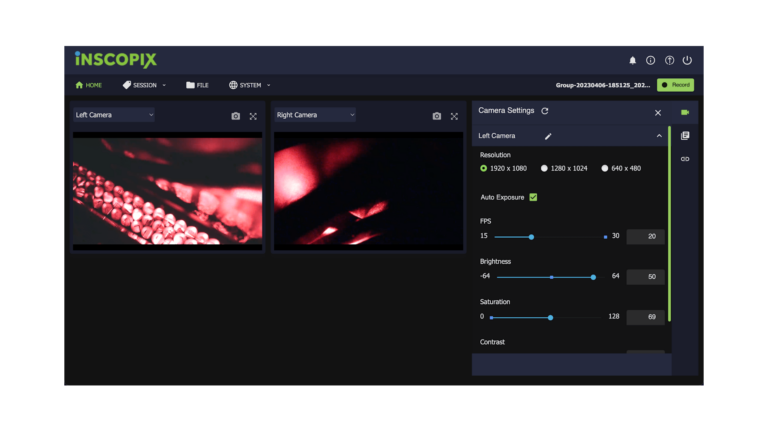 inscopix
HOME SESSION FILE SYSTEM Group-20230406-185125_202... Record
Left Camera
Right Camera
Camera Settings
Left Camera
Resolution
1920 x 1080 1280 x 1024 640 x 480
Auto Exposure
FPS
15 30 20
Brightness
-64 64 50
Saturation
0 128 69
Contrast